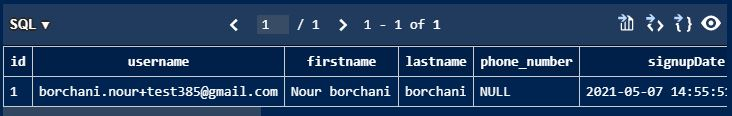 SQL ▾ 1 / 1 1 - 1 of 1
id username firstname lastname phone_number signupDate
1 borchani.nour+test385@gmail.com Nour borchani borchani NULL 2021-05-07 14:55:51